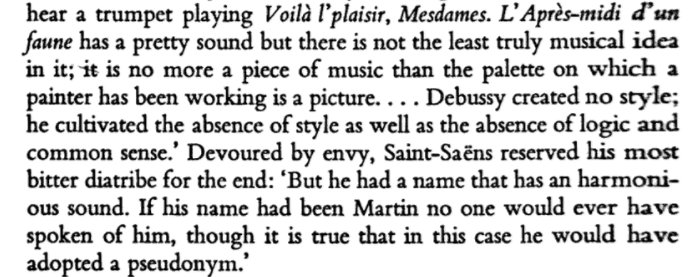 hear a trumpet playing Voilà l'plaisir, Mesdames. L'Après-midi d'un
faune has a pretty sound but there is not the least truly musical idea
in it; it is no more a piece of music than the palette on which a
painter has been working is a picture. . . . Debussy created no style;
he cultivated the absence of style as well as the absence of logic and
common sense.' Devoured by envy, Saint-Saëns reserved his most
bitter diatribe for the end: 'But he had a name that has an harmoni-
ous sound. If his name had been Martin no one would ever have
spoken of him, though it is true that in this case he would have
adopted a pseudonym.'